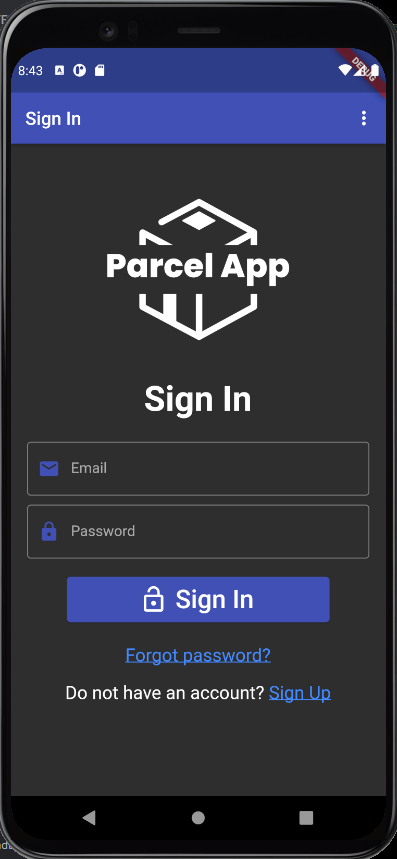 8:43
DEBUG
Sign In
Parcel App
Sign In
Email
Password
Sign In
Forgot password?
Do not have an account? Sign Up